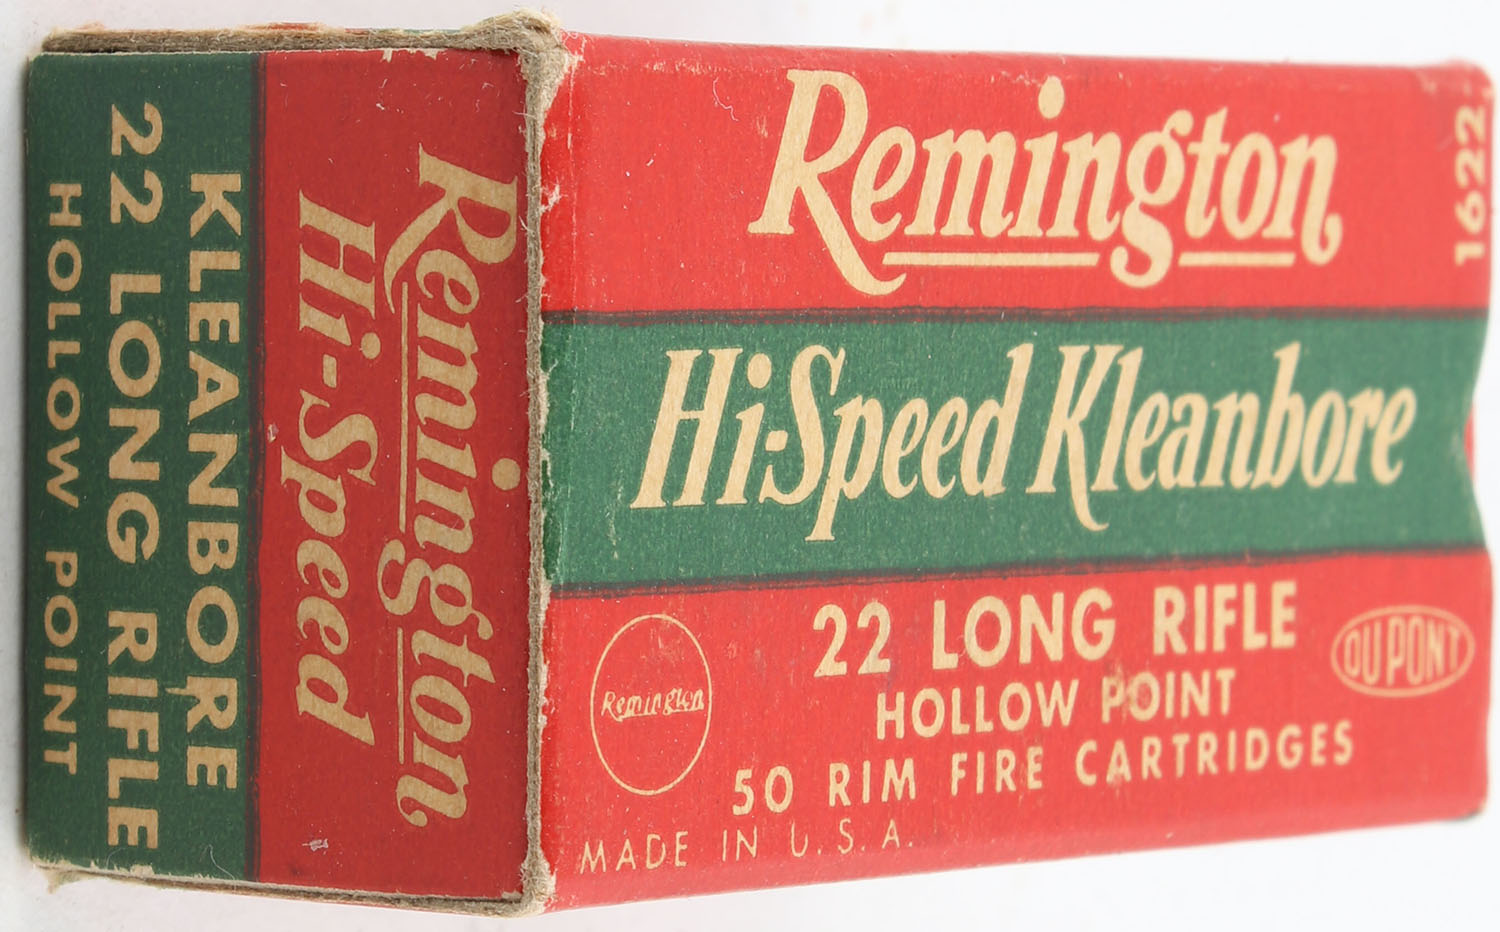 Remington
Hi-Speed Kleanbore
22 LONG RIFLE
HOLLOW POINT
50 RIM FIRE CARTRIDGES
MADE IN U.S.A.
Remington
DU PONT
1622
Remington
Hi-Speed
KLEANBORE
22 LONG RIFLE
HOLLOW POINT